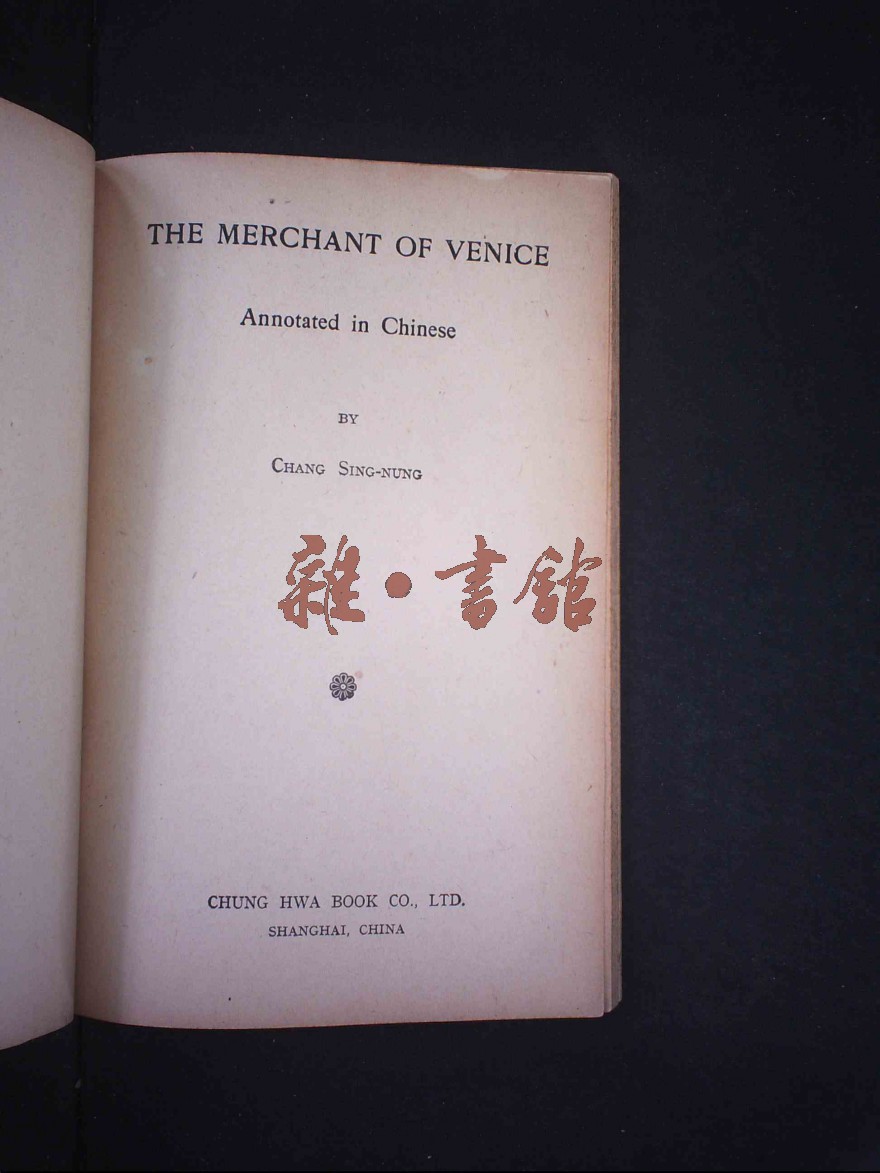 THE MERCHANT OF VENICE
Annotated in Chinese
BY
CHANG SING-NUNG
雜·書館
CHUNG HWA BOOK CO., LTD.
SHANGHAI, CHINA